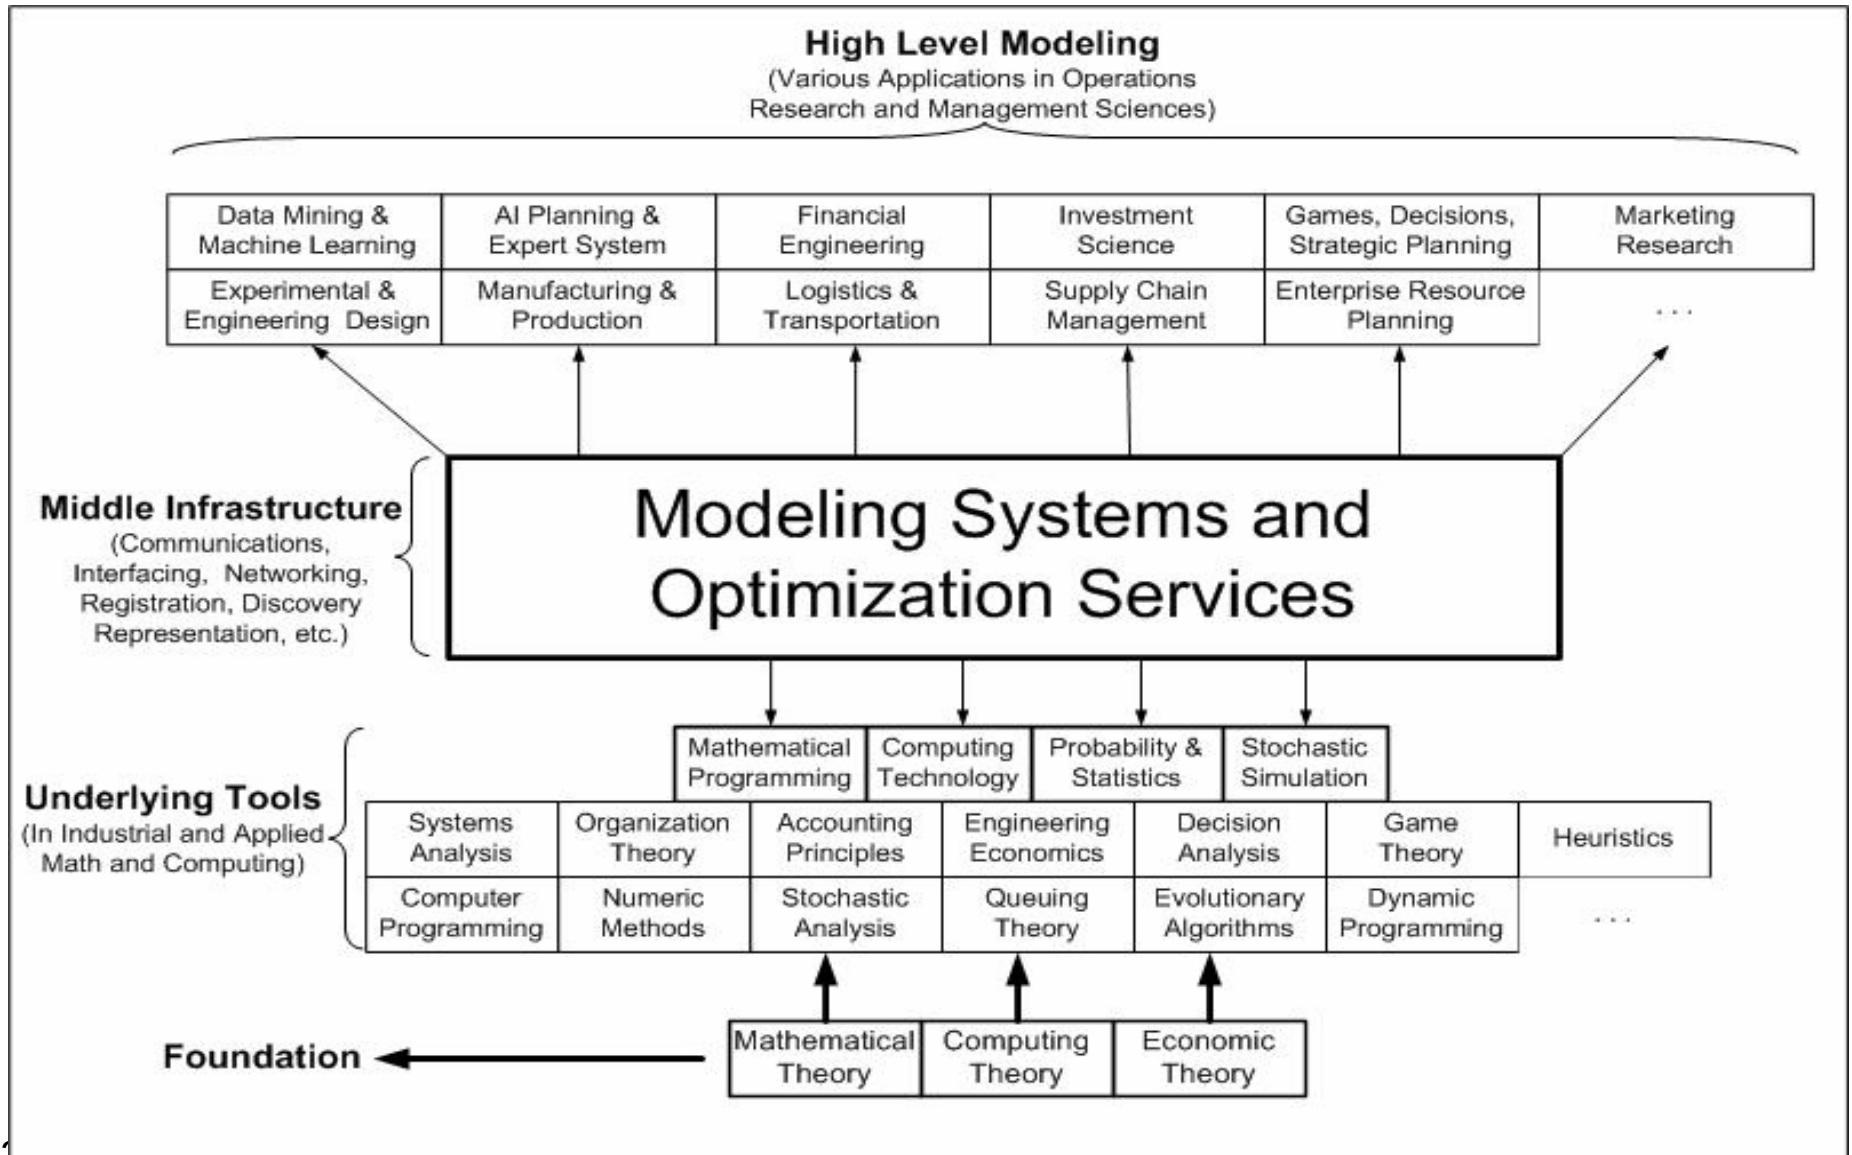 High Level Modeling
(Various Applications in Operations
Research and Management Sciences)
Data Mining &
Machine Learning
AI Planning &
Expert System
Financial
Engineering
Investment
Science
Games, Decisions,
Strategic Planning
Marketing
Research
Experimental &
Engineering Design
Manufacturing &
Production
Logistics &
Transportation
Supply Chain
Management
Enterprise Resource
Planning
. . .
Middle Infrastructure
(Communications,
Interfacing, Networking,
Registration, Discovery
Representation, etc.)
Modeling Systems and
Optimization Services
Underlying Tools
(In Industrial and Applied
Math and Computing)
Mathematical
Programming
Computing
Technology
Probability &
Statistics
Stochastic
Simulation
Systems
Analysis
Organization
Theory
Accounting
Principles
Engineering
Economics
Decision
Analysis
Game
Theory
Heuristics
Computer
Programming
Numeric
Methods
Stochastic
Analysis
Queuing
Theory
Evolutionary
Algorithms
Dynamic
Programming
. . .
Foundation
Mathematical
Theory
Computing
Theory
Economic
Theory